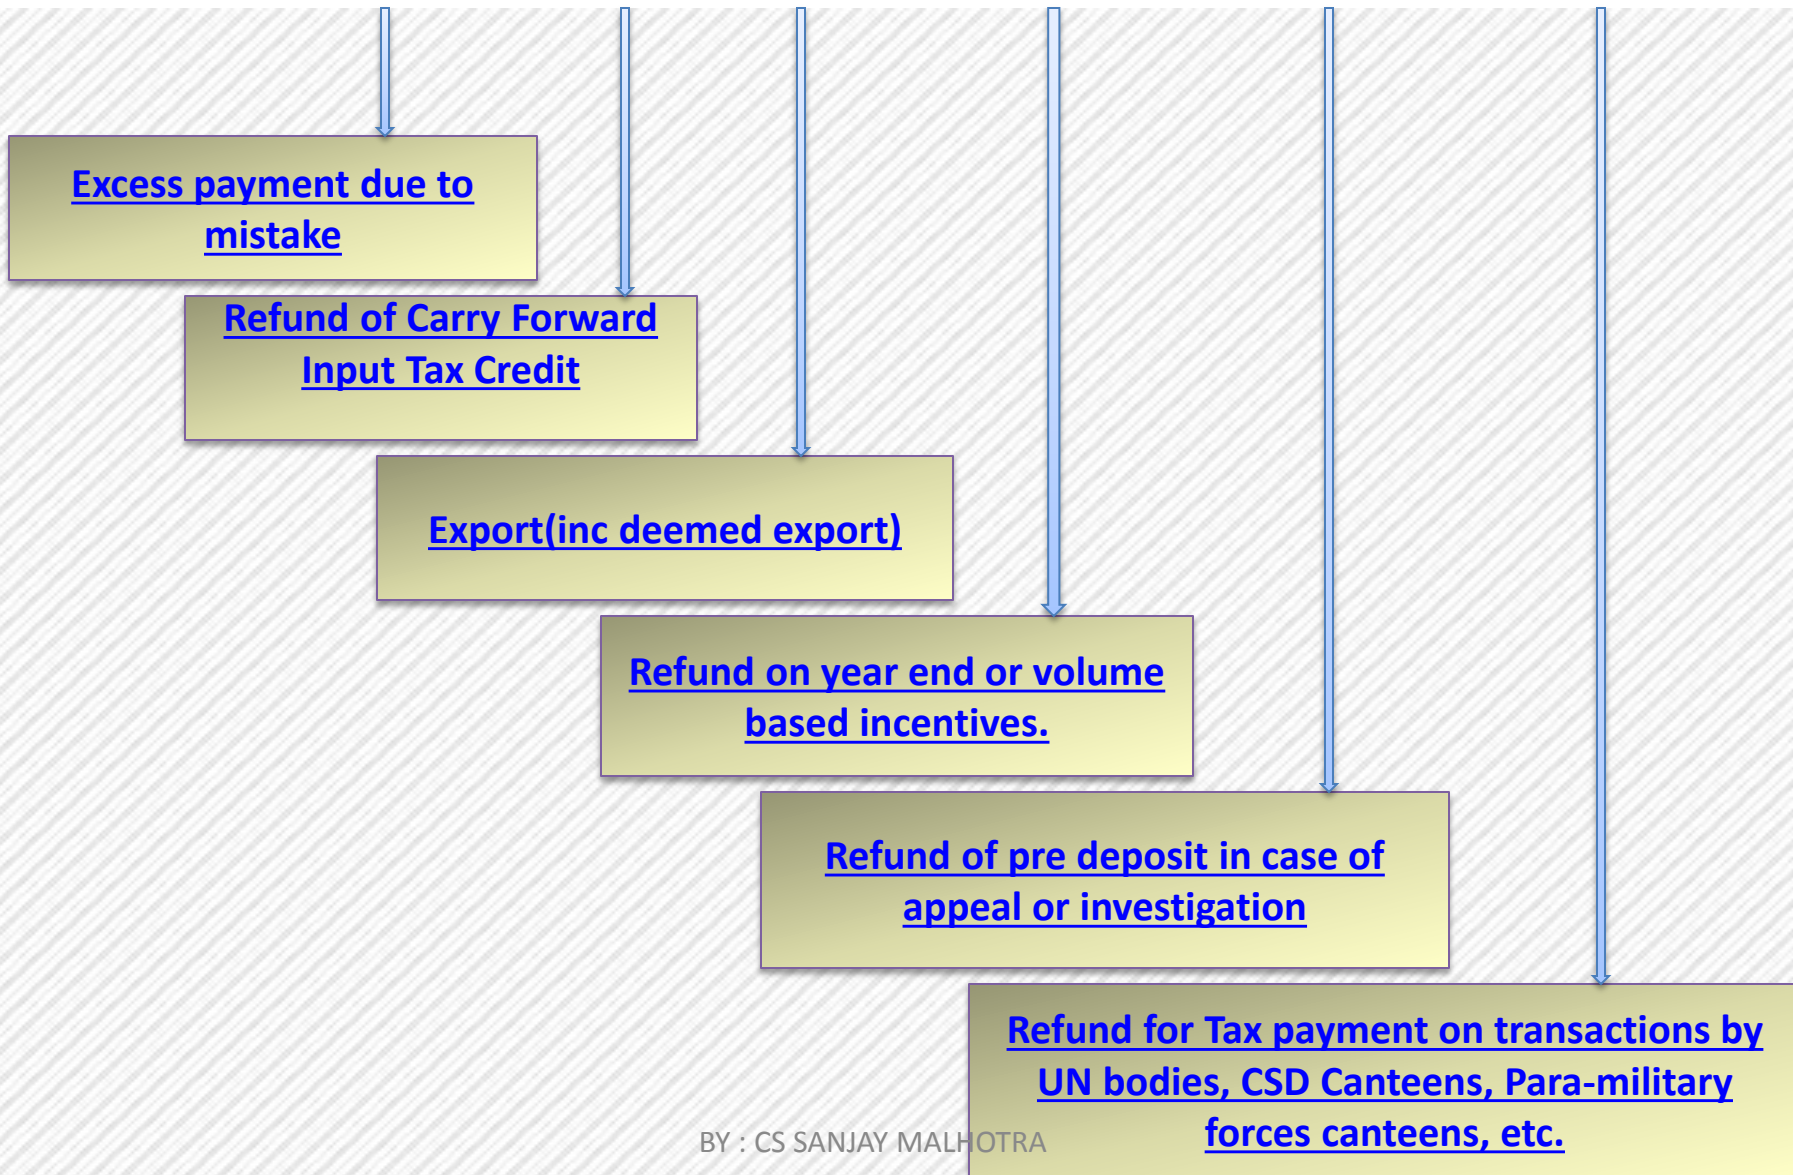 Excess payment due to
mistake
Refund of Carry Forward
Input Tax Credit
Export(inc deemed export)
Refund on year end or volume
based incentives.
Refund of pre deposit in case of
appeal or investigation
Refund for Tax payment on transactions by
UN bodies, CSD Canteens, Para-military
forces canteens, etc.
BY : CS SANJAY MALHOTRA